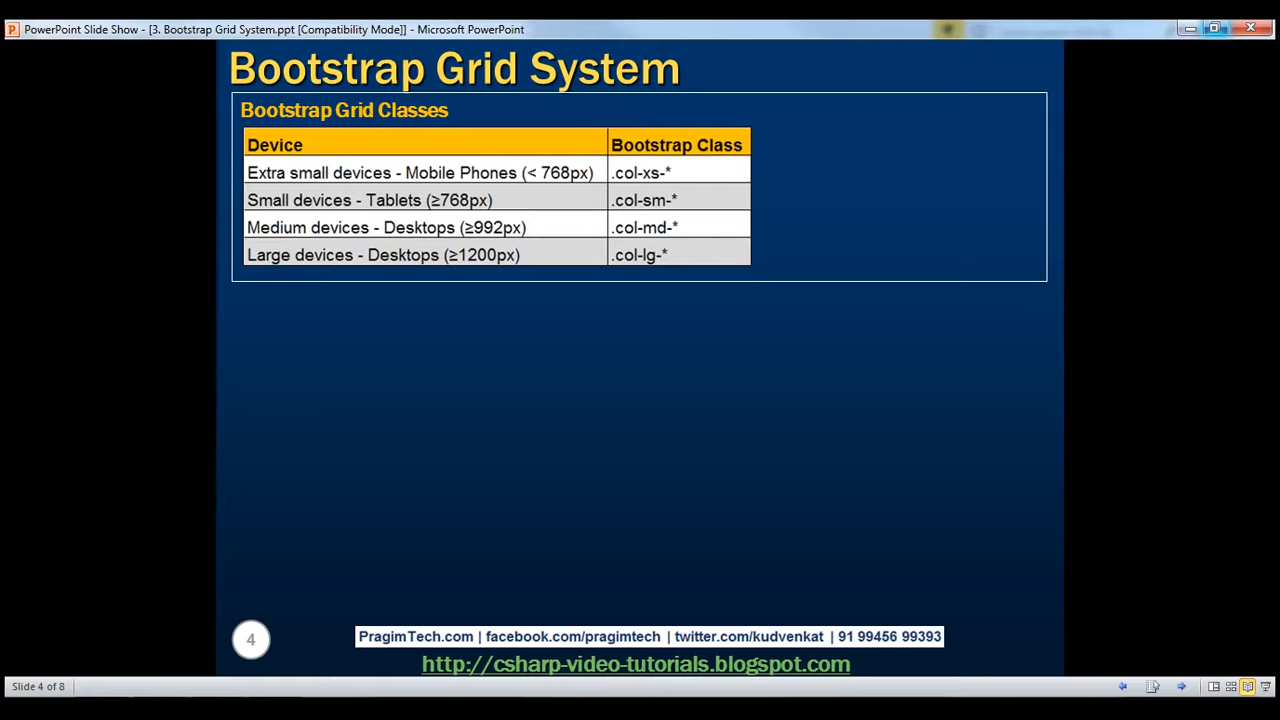 PowerPoint Slide Show - [3. Bootstrap Grid System.ppt [Compatibility Mode]] - Microsoft PowerPoint
Bootstrap Grid System
Bootstrap Grid Classes
Device Bootstrap Class
Extra small devices - Mobile Phones (< 768px) .col-xs-*
Small devices - Tablets (≥768px) .col-sm-*
Medium devices - Desktops (≥992px) .col-md-*
Large devices - Desktops (≥1200px) .col-lg-*
4
PragimTech.com | facebook.com/pragimtech | twitter.com/kudvenkat | 91 99456 99393
http://csharp-video-tutorials.blogspot.com
Slide 4 of 8